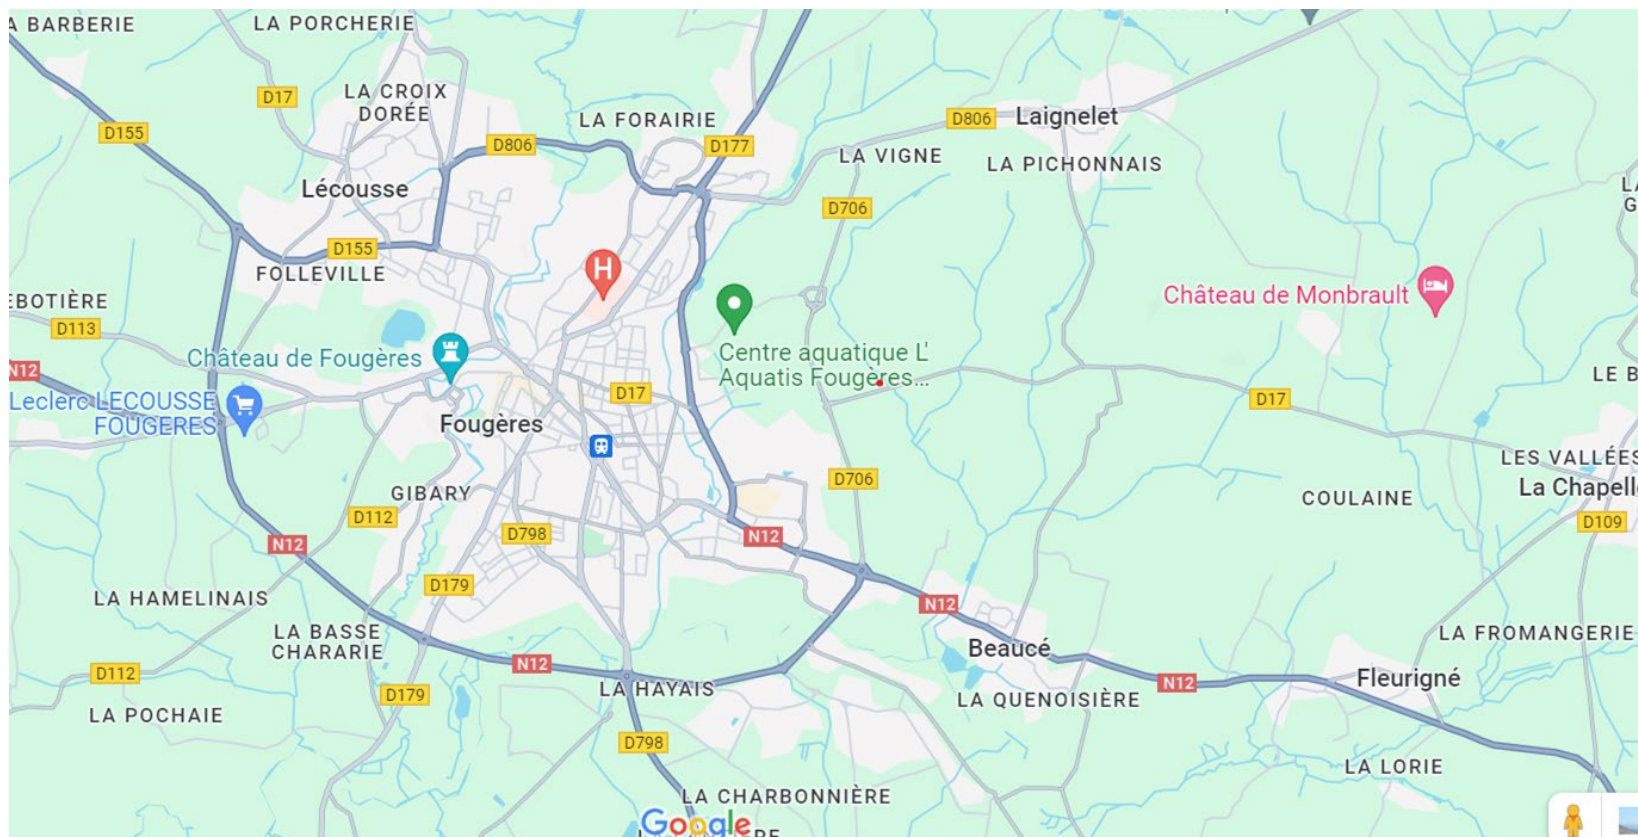 A BARBERIE
LA PORCHERIE
D17
LA CROIX
DORÉE
D155
D806
LA FORAIRIE
D177
D806
Laignelet
LA VIGNE
LA PICHONNAIS
Lécousse
D706
D155
FOLLEVILLE
H
EBOTIÈRE
D113
Château de Monbrault
Château de Fougères
Centre aquatique L'
Aquatis Fougères...
N12
Leclerc LECOUSSE
FOUGERES
D17
D17
LE B
Fougères
GIBARY
D112
D706
LES VALLÉES
La Chapelle
COULAINE
D109
N12
D798
N12
D179
LA HAMELINAIS
N12
LA BASSE
CHARARIE
Beaucé
LA FROMANGERIE
N12
D112
D179
LA HAYAIS
N12
Fleurigné
LA QUENOISIÈRE
LA POCHAIE
D798
LA LORIE
LA CHARBONNIÈRE
Google